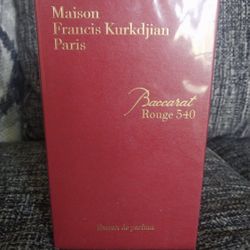 Maison
Francis Kurkdjian
Paris
Baccarat
Rouge 540
Extrait de parfum